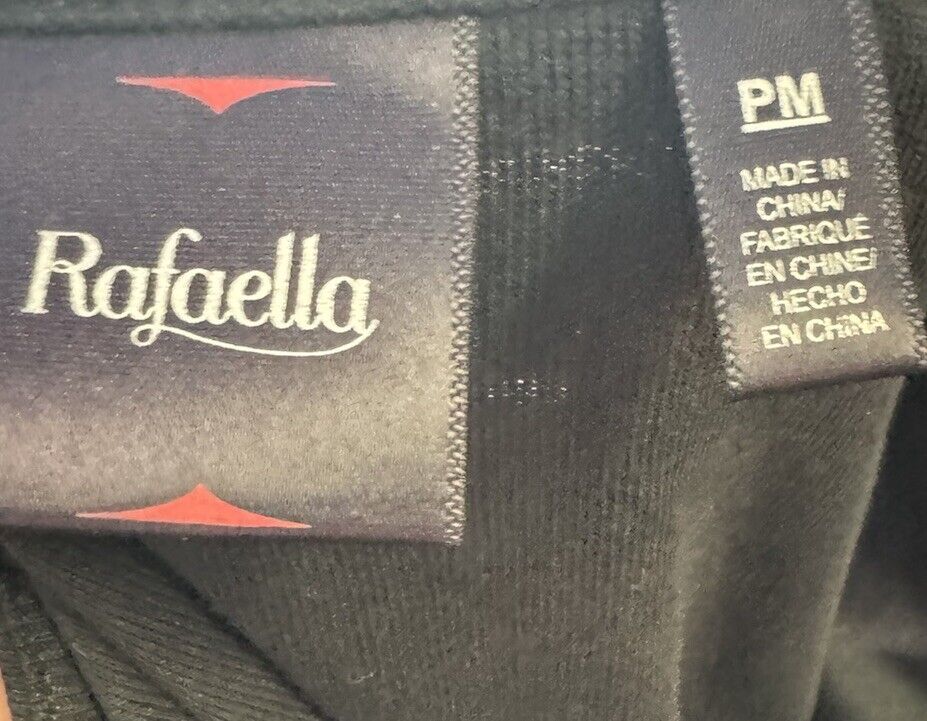 Rafaella
PM
MADE IN
CHINA/
FABRIQUÉ
EN CHINE/
HECHO
EN CHINA